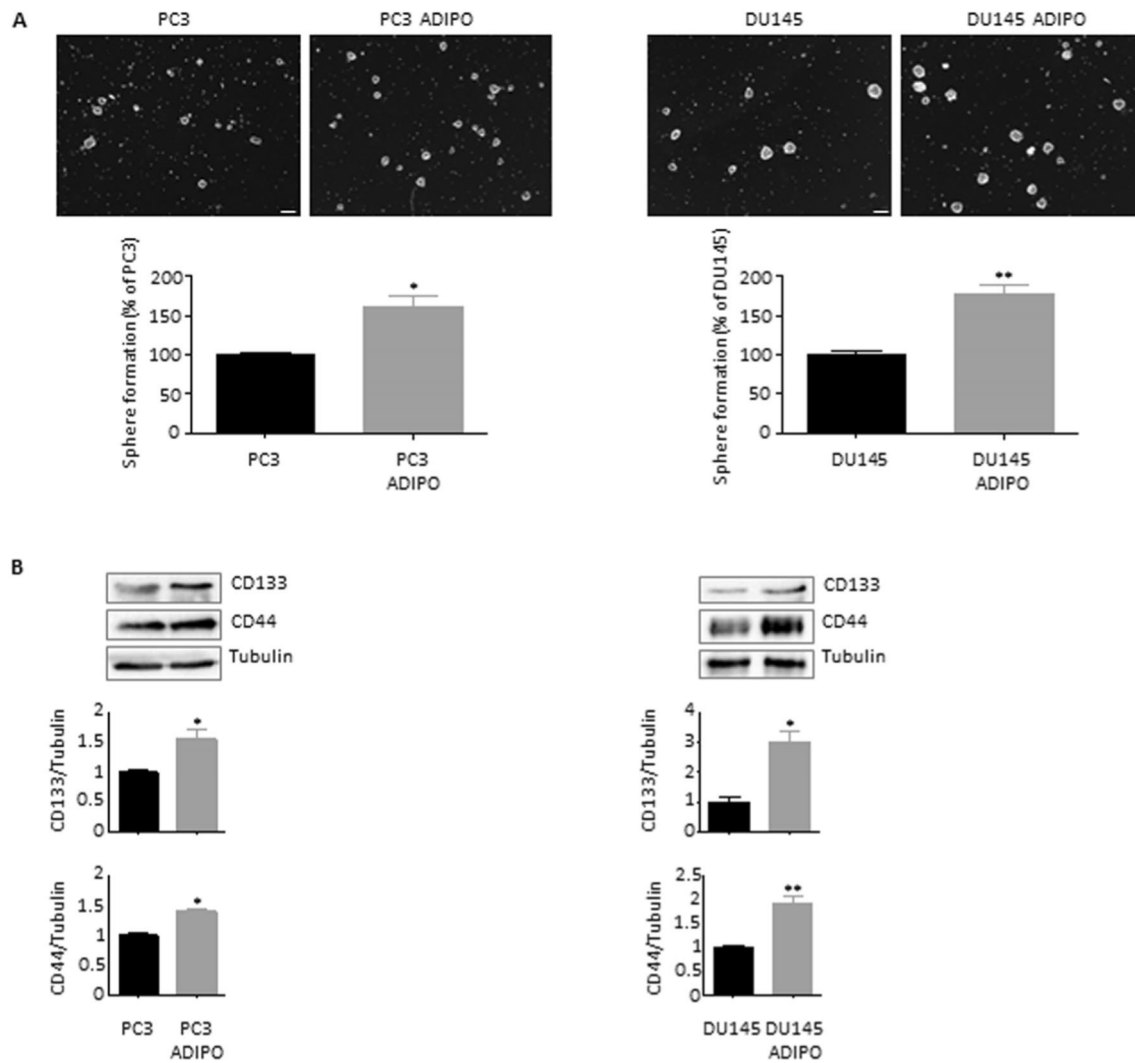 A
PC3
PC3 ADIPO
DU145
DU145 ADIPO
Sphere formation (% of PC3)
200
150
100
50
0
*
PC3
PC3
ADIPO
Sphere formation (% of DU145)
200
150
100
50
0
**
DU145
DU145
ADIPO
B
CD133
CD44
Tubulin
CD133
CD44
Tubulin
CD133/Tubulin
2
1.5
1
0.5
0
*
CD133/Tubulin
4
3
2
1
0
*
CD44/Tubulin
2
1.5
1
0.5
0
*
PC3
PC3
ADIPO
CD44/Tubulin
2.5
2
1.5
1
0.5
0
**
DU145
DU145
ADIPO